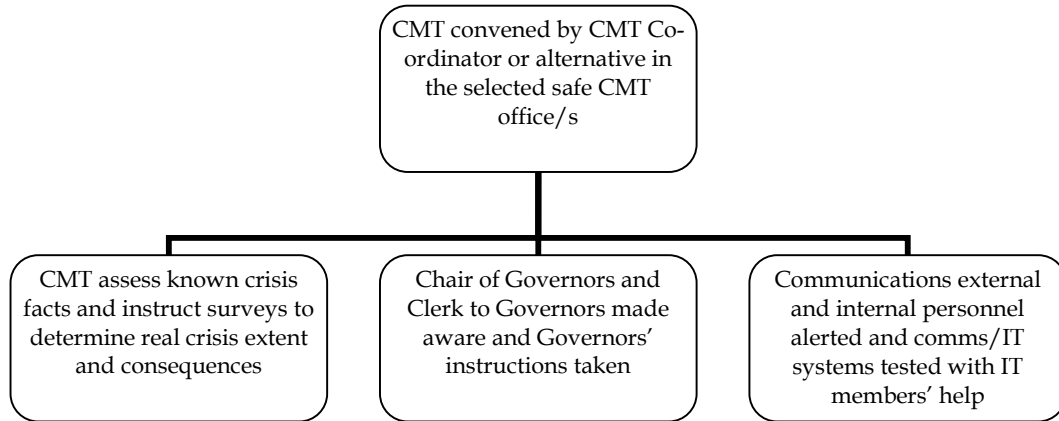 CMT convened by CMT Co-
ordinator or alternative in
the selected safe CMT
office/s
CMT assess known crisis
facts and instruct surveys to
determine real crisis extent
and consequences
Chair of Governors and
Clerk to Governors made
aware and Governors’
instructions taken
Communications external
and internal personnel
alerted and comms/IT
systems tested with IT
members’ help